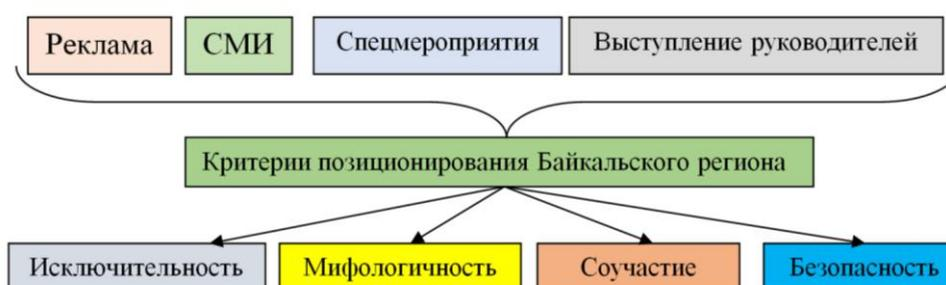 Реклама
СМИ
Спецмероприятия
Выступление руководителей
Критерии позиционирования Байкальского региона
Исключительность
Мифологичность
Соучастие
Безопасность